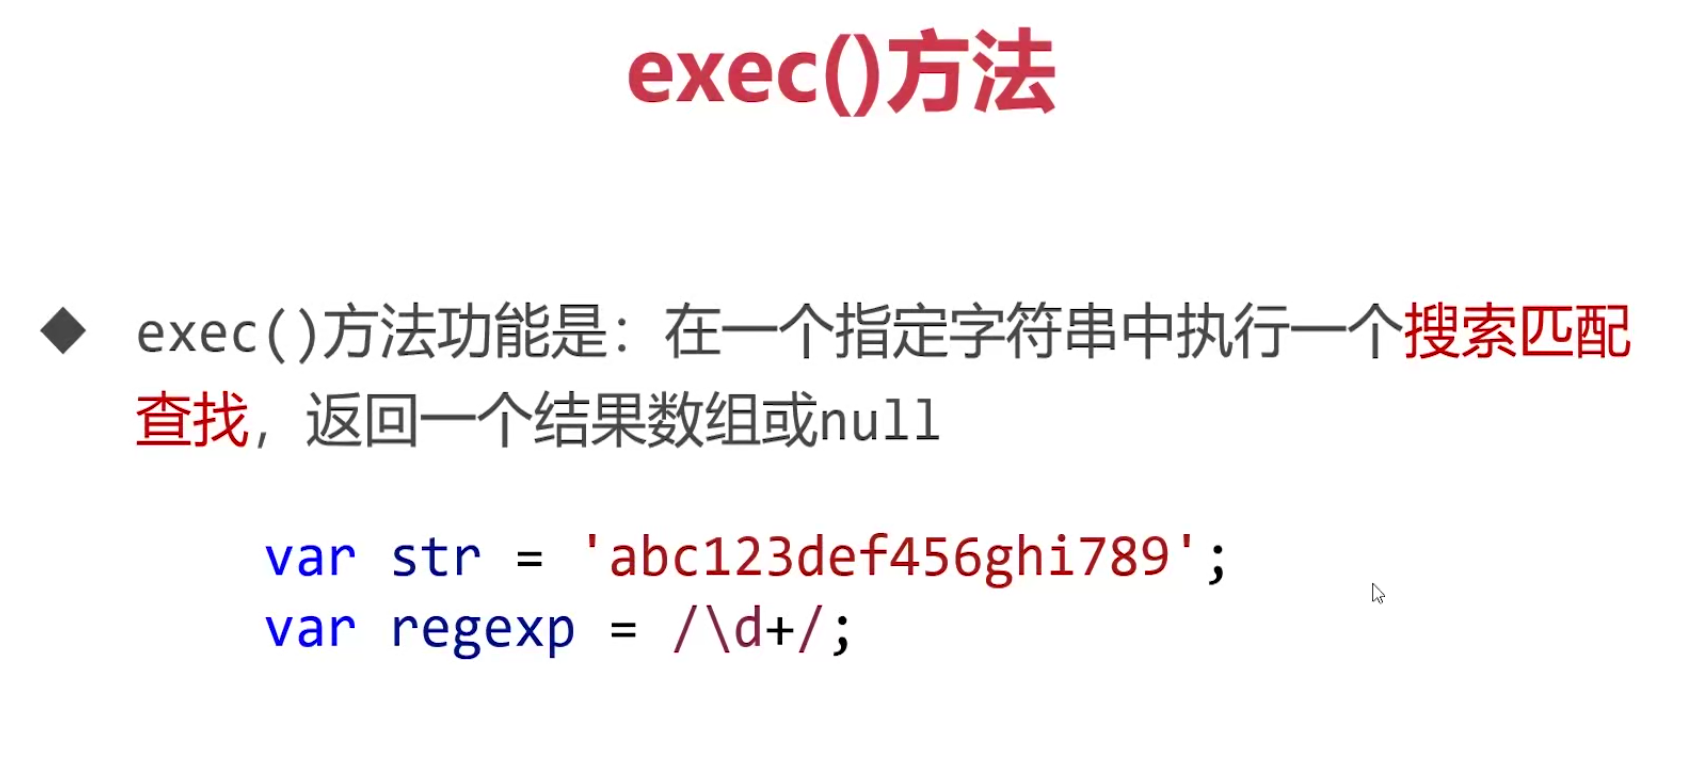 exec()方法
exec()方法功能是：在一个指定字符串中执行一个搜索匹配
查找，返回一个结果数组或null
var str = 'abc123def456ghi789';
var regexp = /\d+/;